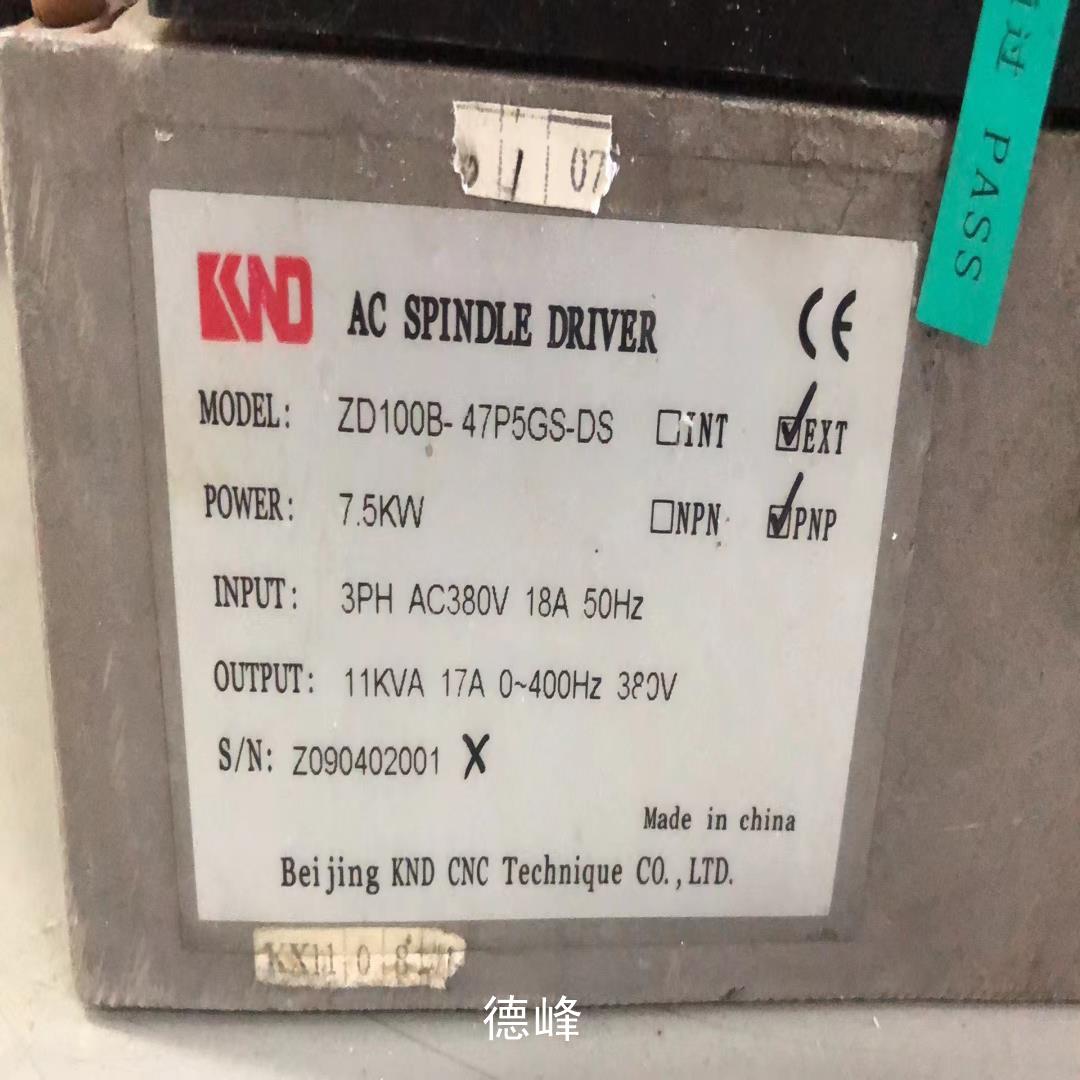 过 PASS
07
KND AC SPINDLE DRIVER CE
MODEL: ZD100B-47P5GS-DS □INT ☑EXT
POWER: 7.5KW □NPN ☑PNP
INPUT: 3PH AC380V 18A 50Hz
OUTPUT: 11KVA 17A 0~400Hz 380V
S/N: Z090402001 X
Made in china
Beijing KND CNC Technique CO.,LTD.
德峰